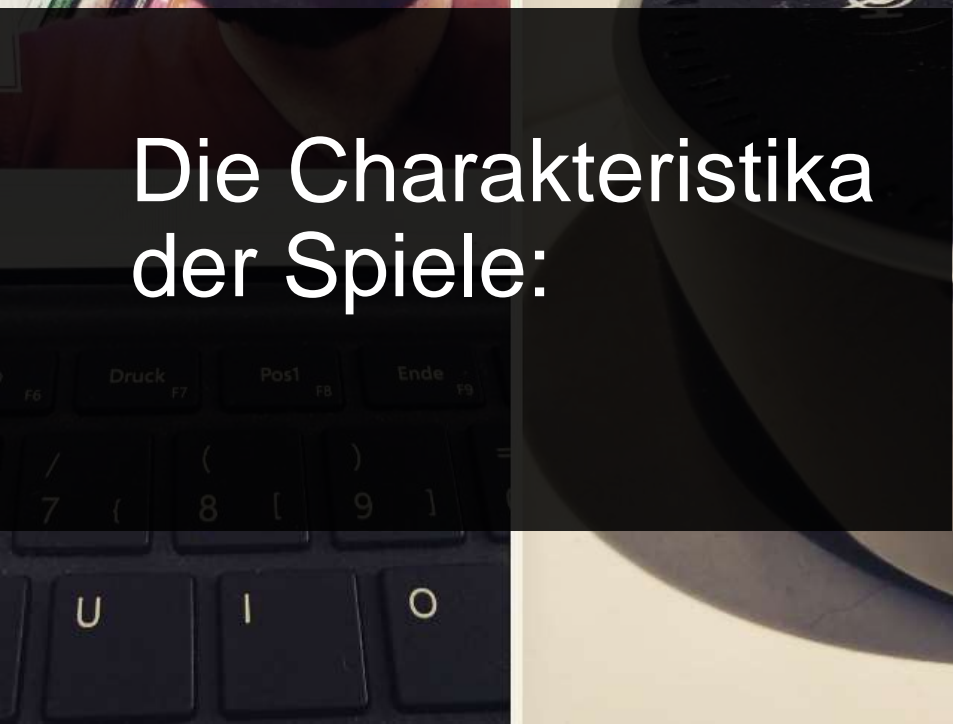 Die Charakteristika
der Spiele:
F6 Druck F7 Pos1 F8 Ende F9
/ ( ) =
7 { 8 [ 9 ]
U I O